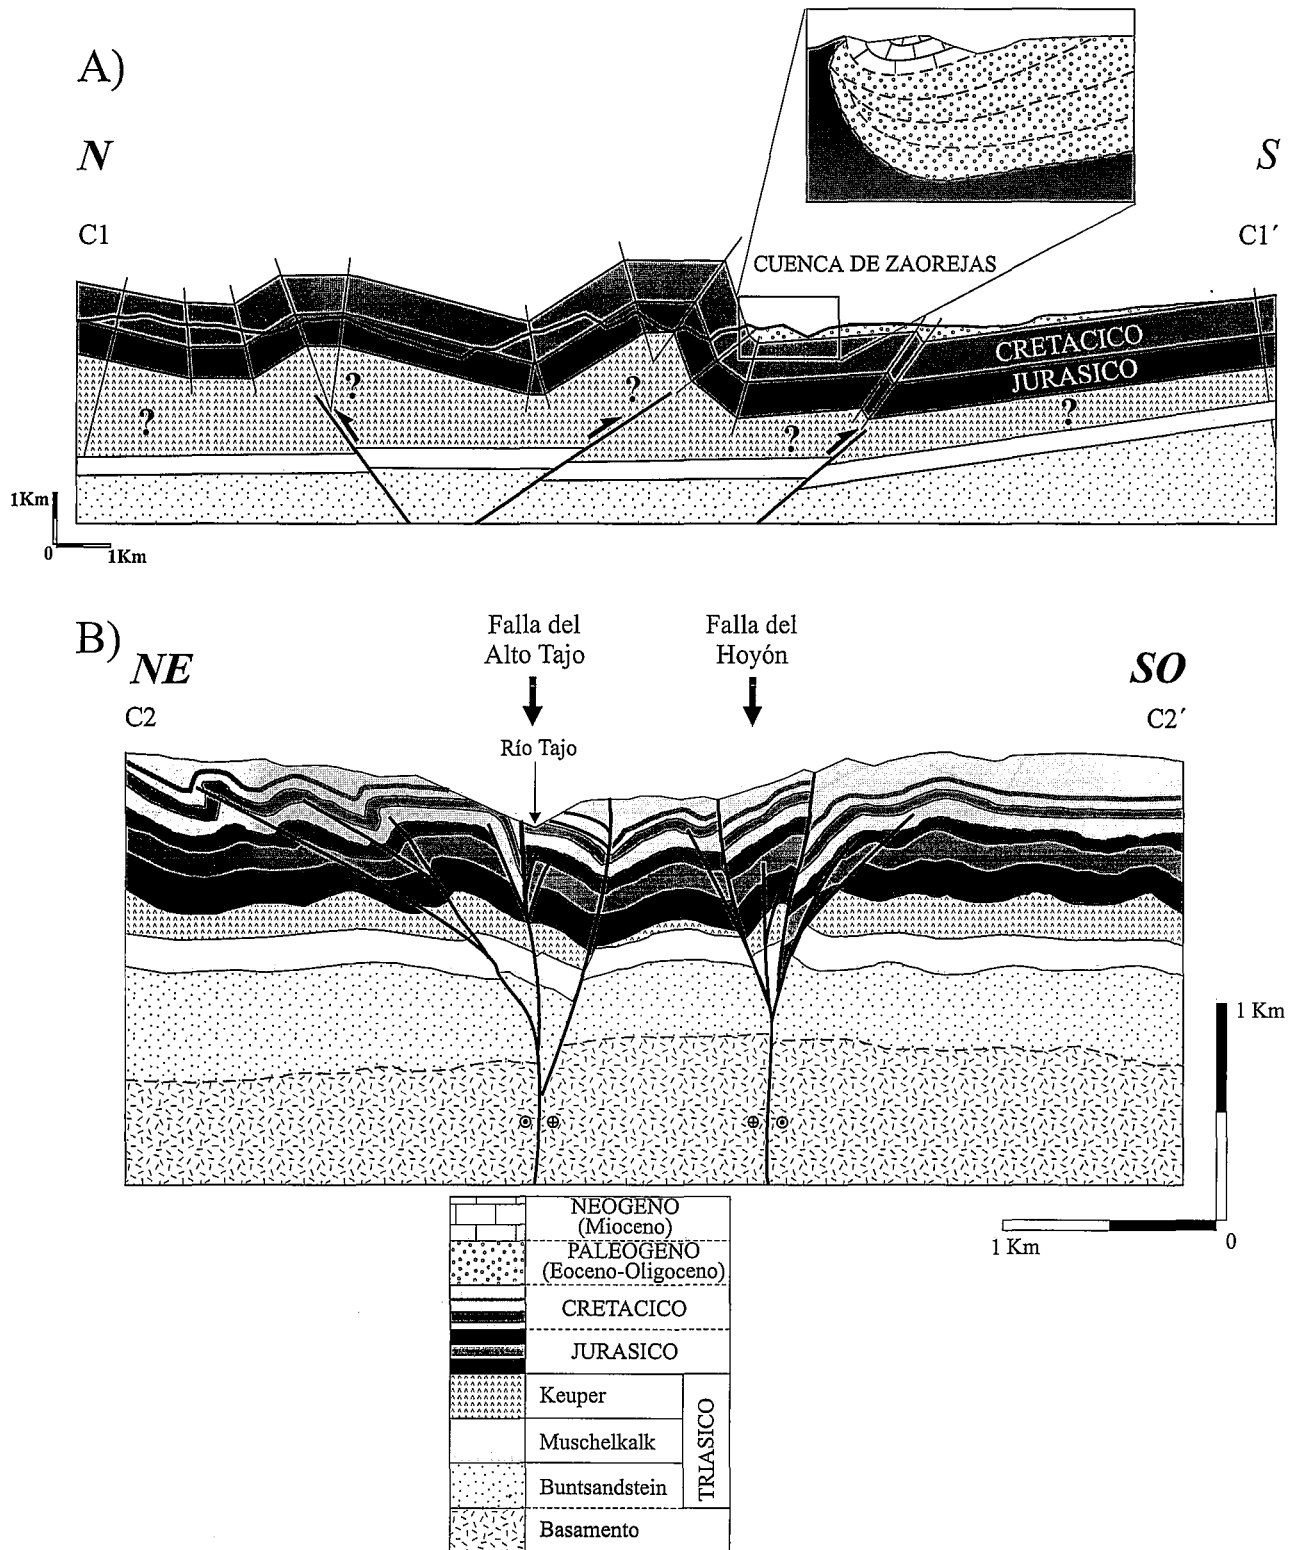 A)
N
S
C1
C1´
CUENCA DE ZAOREJAS
CRETACICO
JURASICO
?
?
?
?
?
1Km
0
1Km
B)
NE
Falla del
Alto Tajo
Falla del
Hoyón
SO
C2
C2´
Río Tajo
1 Km
1 Km
0
NEOGENO
(Mioceno)
PALEOGENO
(Eoceno-Oligoceno)
CRETACICO
JURASICO
Keuper
Muschelkalk
Buntsandstein
TRIASICO
Basamento